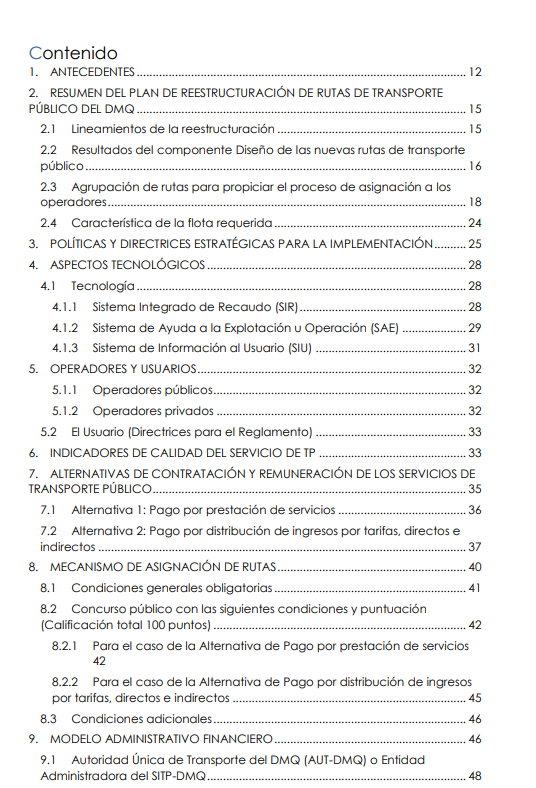 Contenido
1. ANTECEDENTES ... 12
2. RESUMEN DEL PLAN DE REESTRUCTURACIÓN DE RUTAS DE TRANSPORTE
PÚBLICO DEL DMQ ... 15
2.1 Lineamientos de la reestructuración ... 15
2.2 Resultados del componente Diseño de las nuevas rutas de transporte
público ... 16
2.3 Agrupación de rutas para propiciar el proceso de asignación a los
operadores ... 18
2.4 Característica de la flota requerida ... 24
3. POLÍTICAS Y DIRECTRICES ESTRATÉGICAS PARA LA IMPLEMENTACIÓN ... 25
4. ASPECTOS TECNOLÓGICOS ... 28
4.1 Tecnología ... 28
4.1.1 Sistema Integrado de Recaudo (SIR) ... 28
4.1.2 Sistema de Ayuda a la Explotación u Operación (SAE) ... 29
4.1.3 Sistema de Información al Usuario (SIU) ... 31
5. OPERADORES Y USUARIOS ... 32
5.1.1 Operadores públicos ... 32
5.1.2 Operadores privados ... 32
5.2 El Usuario (Directrices para el Reglamento) ... 33
6. INDICADORES DE CALIDAD DEL SERVICIO DE TP ... 33
7. ALTERNATIVAS DE CONTRATACIÓN Y REMUNERACIÓN DE LOS SERVICIOS DE
TRANSPORTE PÚBLICO ... 35
7.1 Alternativa 1: Pago por prestación de servicios ... 36
7.2 Alternativa 2: Pago por distribución de ingresos por tarifas, directos e
indirectos ... 37
8. MECANISMO DE ASIGNACIÓN DE RUTAS ... 40
8.1 Condiciones generales obligatorias ... 41
8.2 Concurso público con las siguientes condiciones y puntuación
(Calificación total 100 puntos) ... 42
8.2.1 Para el caso de la Alternativa de Pago por prestación de servicios
42
8.2.2 Para el caso de la Alternativa de Pago por distribución de ingresos
por tarifas, directos e indirectos ... 45
8.3 Condiciones adicionales ... 46
9. MODELO ADMINISTRATIVO FINANCIERO ... 46
9.1 Autoridad Única de Transporte del DMQ (AUT-DMQ) o Entidad
Administradora del SITP-DMQ ... 48